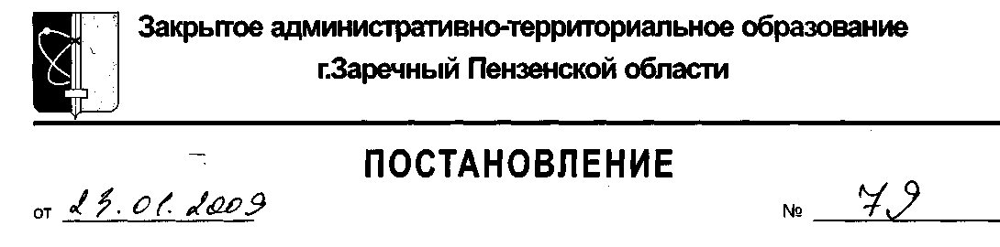 Закрытое административно-территориальное образование
г.Заречный Пензенской области
ПОСТАНОВЛЕНИЕ
от 23.01.2009 № 79